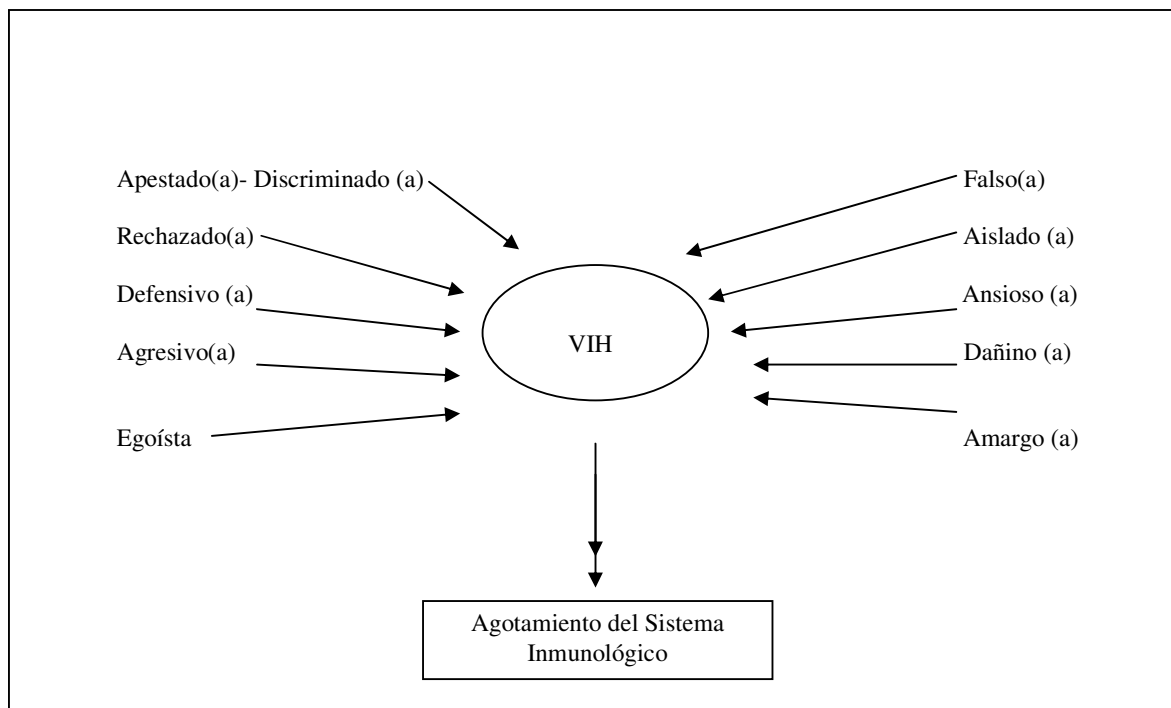 Apestado(a)- Discriminado (a)
Rechazado(a)
Defensivo (a)
Agresivo(a)
Egoísta
Falso(a)
Aislado (a)
Ansioso (a)
Dañino (a)
Amargo (a)
VIH
Agotamiento del Sistema
Inmunológico